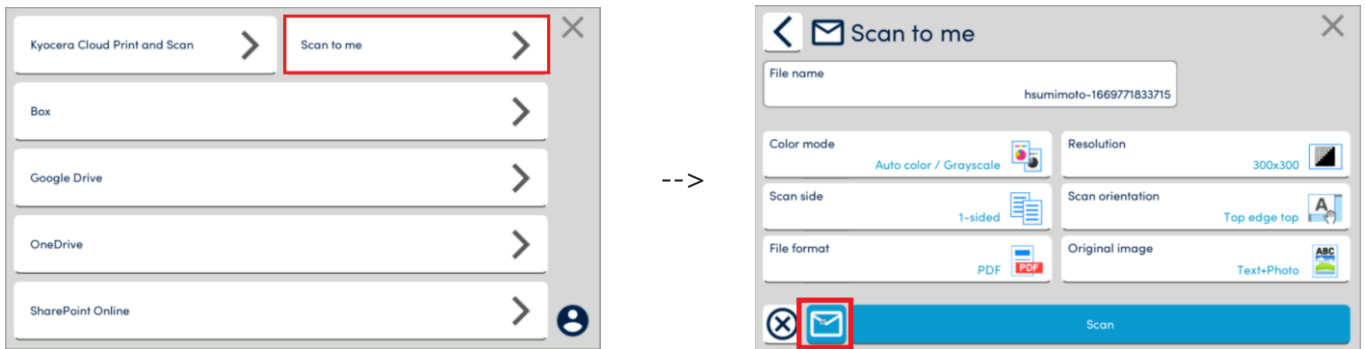 Kyocera Cloud Print and Scan
Scan to me
Box
Google Drive
OneDrive
SharePoint Online
-->
Scan to me
File name
hsumimoto-1669771833715
Color mode
Auto color / Grayscale
Resolution
300x300
Scan side
1-sided
Scan orientation
Top edge top
A
File format
PDF
PDF
Original image
Text+Photo
ABC
Scan